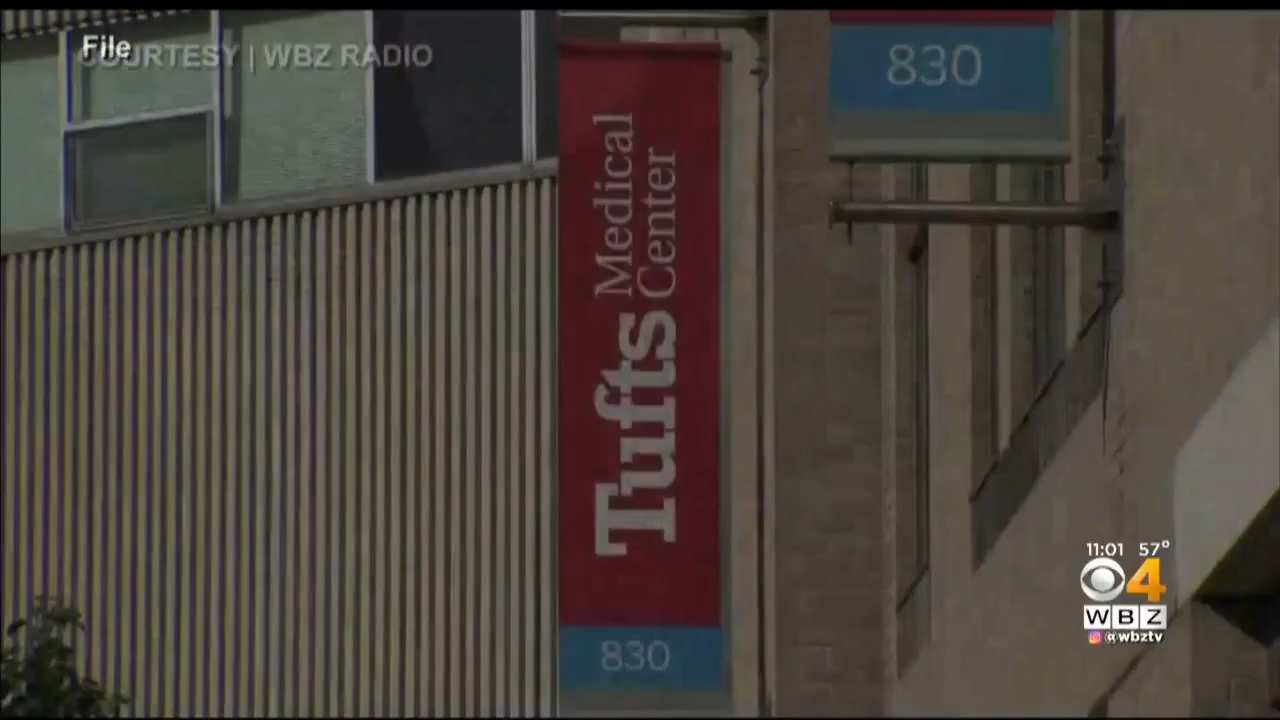 File
COURTESY | WBZ RADIO
830
Tufts Medical Center
830
11:01 57°
4
WBZ
@wbztv